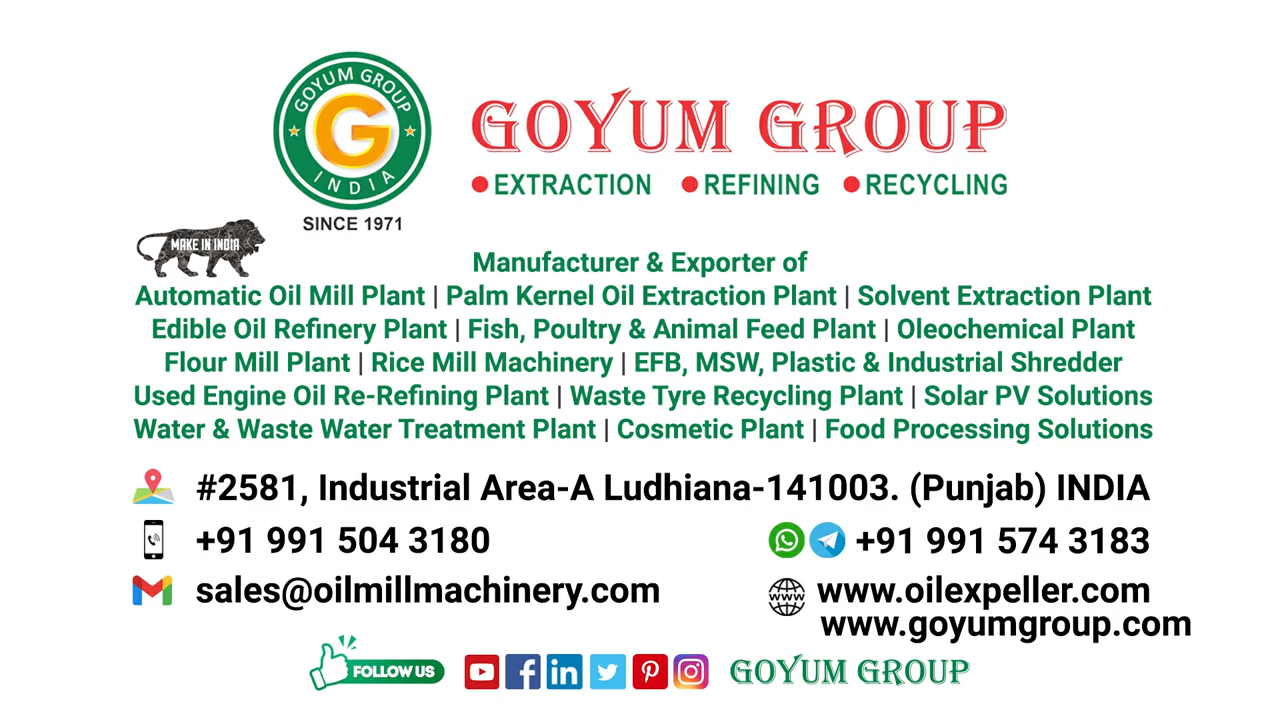 GOYUM GROUP
G
INDIA
SINCE 1971
GOYUM GROUP
•EXTRACTION •REFINING •RECYCLING
MAKE IN INDIA
Manufacturer & Exporter of
Automatic Oil Mill Plant | Palm Kernel Oil Extraction Plant | Solvent Extraction Plant
Edible Oil Refinery Plant | Fish, Poultry & Animal Feed Plant | Oleochemical Plant
Flour Mill Plant | Rice Mill Machinery | EFB, MSW, Plastic & Industrial Shredder
Used Engine Oil Re-Refining Plant | Waste Tyre Recycling Plant | Solar PV Solutions
Water & Waste Water Treatment Plant | Cosmetic Plant | Food Processing Solutions
#2581, Industrial Area-A Ludhiana-141003. (Punjab) INDIA
+91 991 504 3180
+91 991 574 3183
sales@oilmillmachinery.com
www
www.oilexpeller.com
www.goyumgroup.com
FOLLOW US
GOYUM GROUP